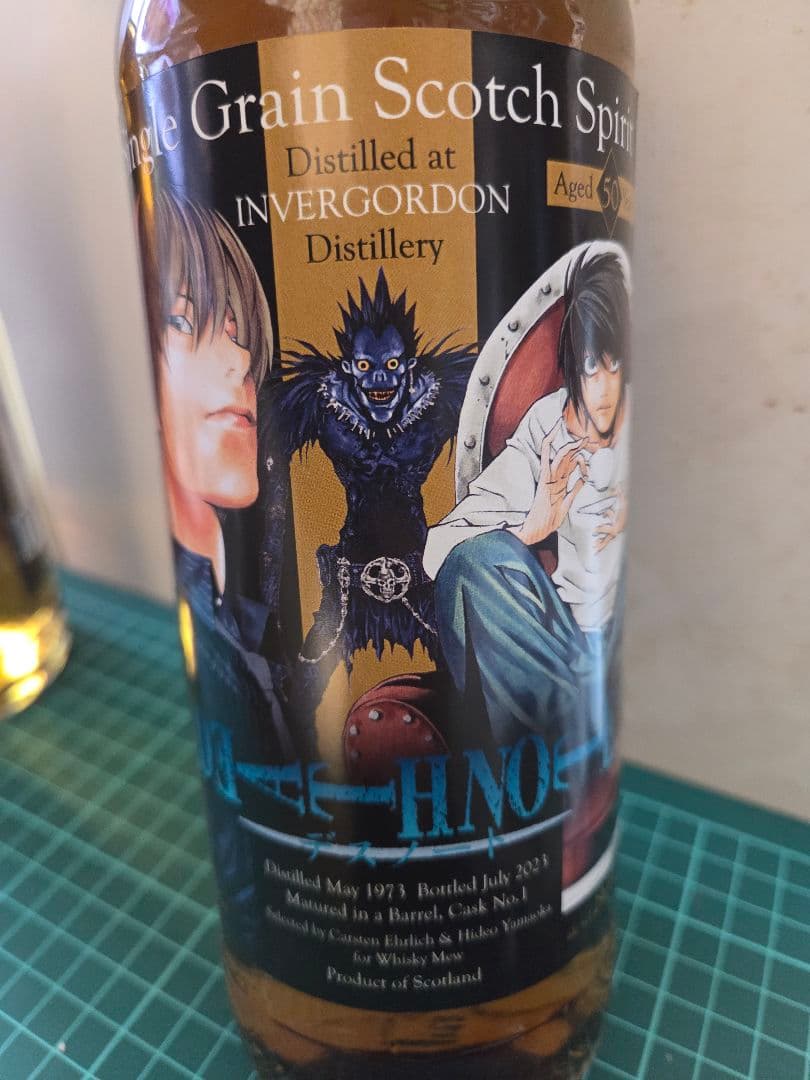 Single Grain Scotch Spirit
Distilled at
INVERGORDON
Distillery
Aged 50
DEATHNOTE
デスノート
Distilled May 1973 Bottled July 2023
Matured in a Barrel, Cask No.1
Selected by Carsten Ehrlich & Hideo Yamaoka
for Whisky Mew
Product of Scotland